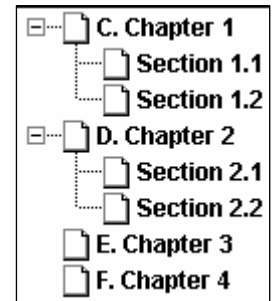 C. Chapter 1
Section 1.1
Section 1.2
D. Chapter 2
Section 2.1
Section 2.2
E. Chapter 3
F. Chapter 4